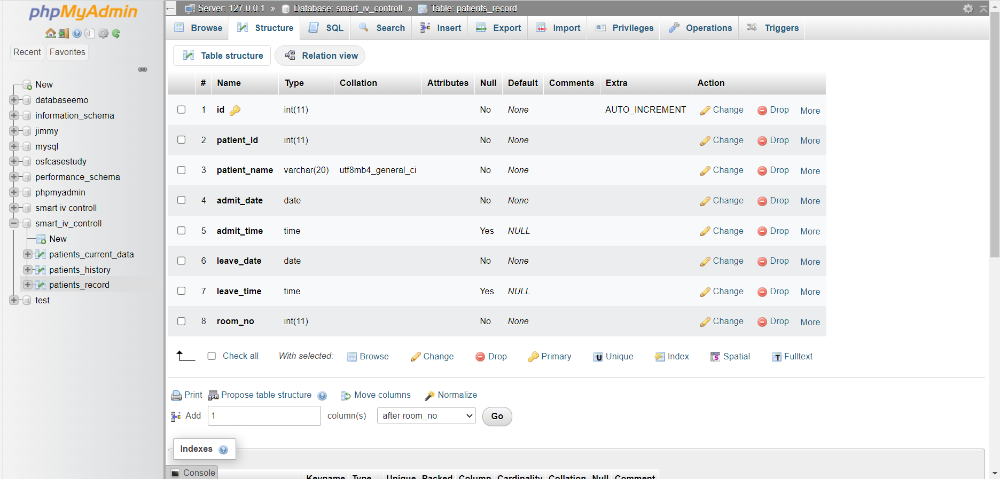 phpMyAdmin
Recent Favorites
New
databaseemo
information_schema
jimmy
mysql
osfcasestudy
performance_schema
phpmyadmin
smart iv controll
smart_iv_controll
New
patients_current_data
patients_history
patients_record
test
Server: 127.0.0.1 » Database: smart_iv_controll » Table: patients_record
Browse Structure SQL Search Insert Export Import Privileges Operations Triggers
Table structure Relation view
# Name Type Collation Attributes Null Default Comments Extra Action
1 id int(11) No None AUTO_INCREMENT Change Drop More
2 patient_id int(11) No None Change Drop More
3 patient_name varchar(20) utf8mb4_general_ci No None Change Drop More
4 admit_date date No None Change Drop More
5 admit_time time Yes NULL Change Drop More
6 leave_date date No None Change Drop More
7 leave_time time Yes NULL Change Drop More
8 room_no int(11) No None Change Drop More
Check all With selected: Browse Change Drop Primary Unique Index Spatial Fulltext
Print Propose table structure Move columns Normalize
Add 1 column(s) after room_no Go
Indexes
Console
Keyname Type Unique Packed Column Cardinality Collation Null Comment